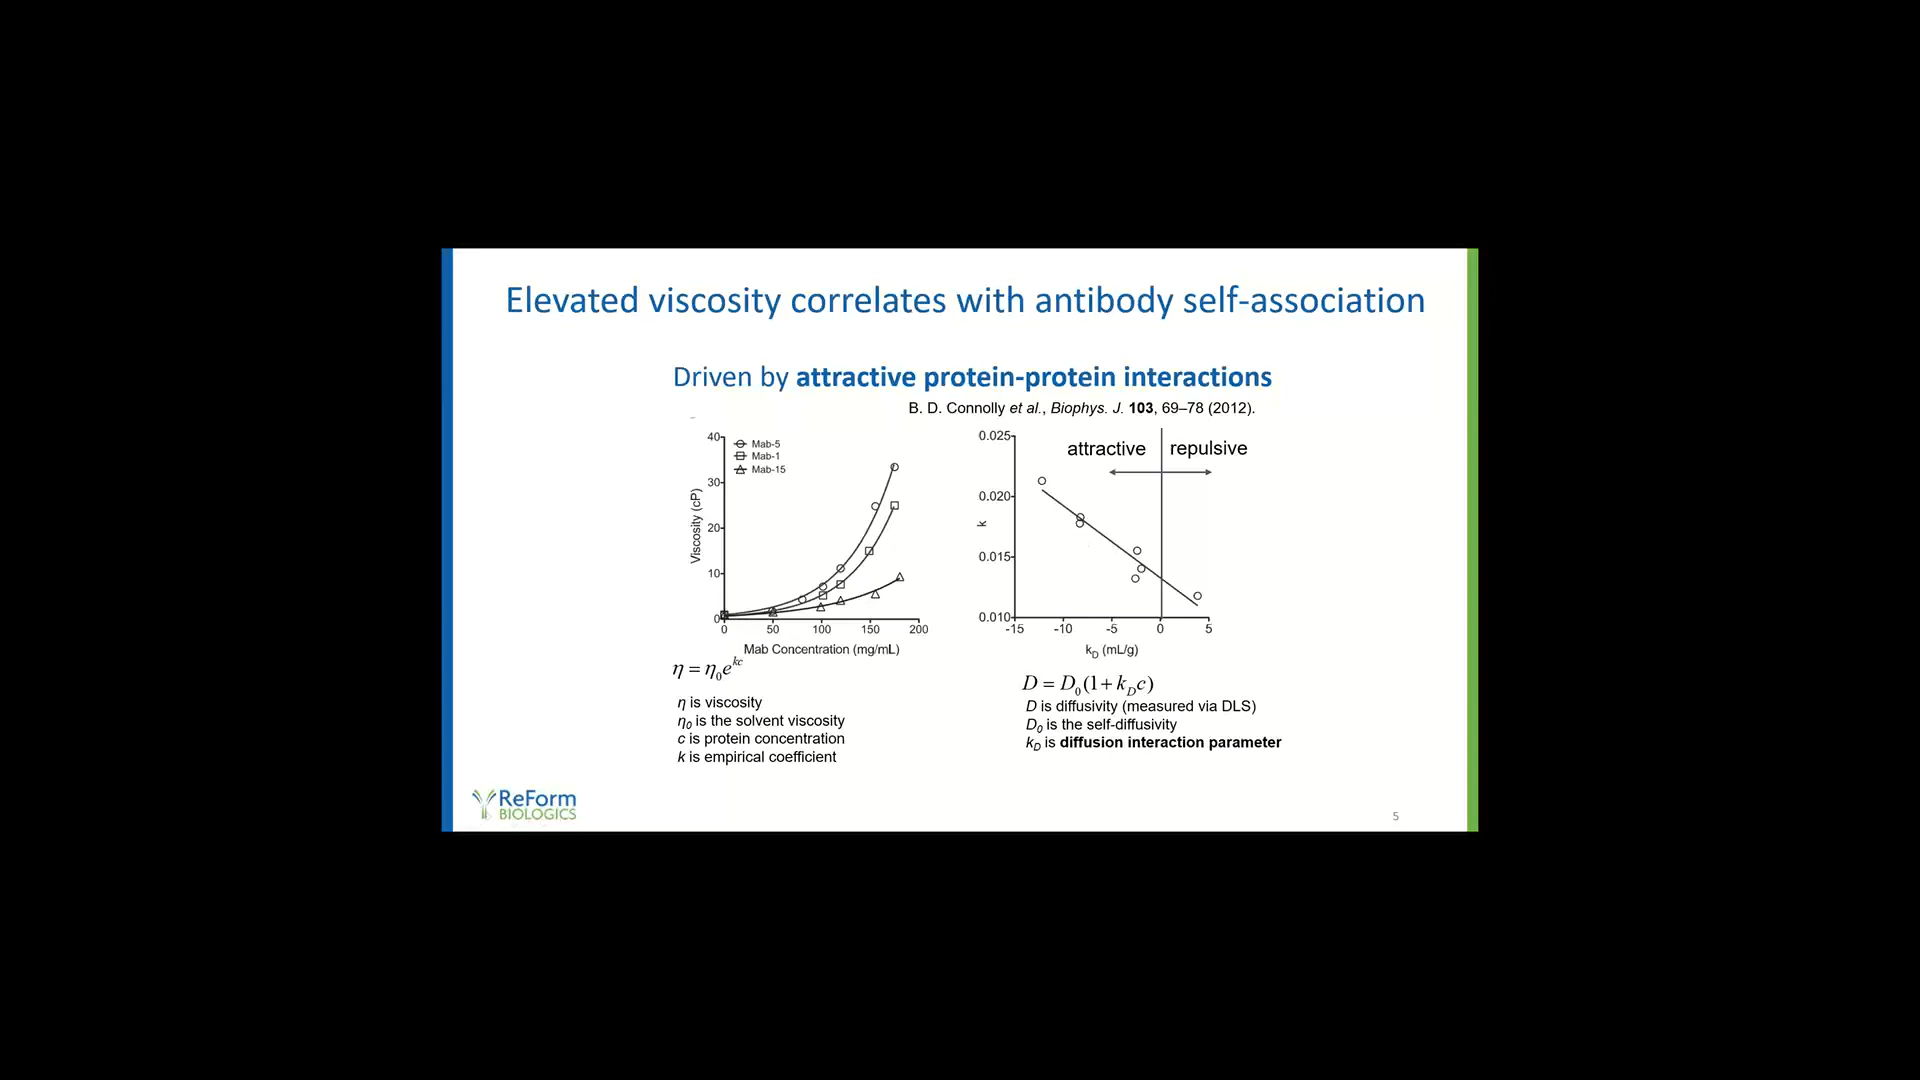 Elevated viscosity correlates with antibody self-association
Driven by attractive protein-protein interactions
B. D. Connolly et al., Biophys. J. 103, 69–78 (2012).
40
30
20
10
0
Viscosity (cP)
Mab-5
Mab-1
Mab-15
0 50 100 150 200
Mab Concentration (mg/mL)
η = η₀e^{kc}
η is viscosity
η₀ is the solvent viscosity
c is protein concentration
k is empirical coefficient
0.025
0.020
0.015
0.010
k
attractive repulsive
-15 -10 -5 0 5
k_D (mL/g)
D = D₀(1 + k_D c)
D is diffusivity (measured via DLS)
D₀ is the self-diffusivity
k_D is diffusion interaction parameter
ReForm
BIOLOGICS
5